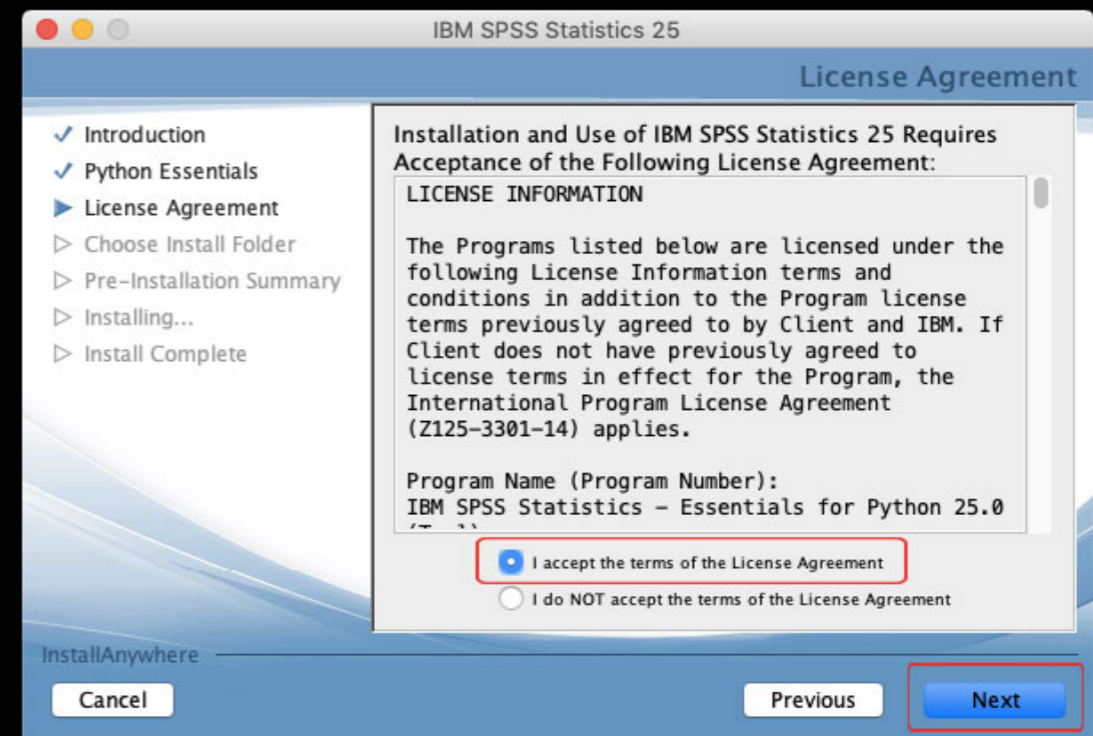 IBM SPSS Statistics 25
License Agreement
Introduction
Python Essentials
License Agreement
Choose Install Folder
Pre-Installation Summary
Installing...
Install Complete
Installation and Use of IBM SPSS Statistics 25 Requires
Acceptance of the Following License Agreement:
LICENSE INFORMATION
The Programs listed below are licensed under the
following License Information terms and
conditions in addition to the Program license
terms previously agreed to by Client and IBM. If
Client does not have previously agreed to
license terms in effect for the Program, the
International Program License Agreement
(Z125-3301-14) applies.
Program Name (Program Number):
IBM SPSS Statistics - Essentials for Python 25.0
I accept the terms of the License Agreement
I do NOT accept the terms of the License Agreement
InstallAnywhere
Cancel
Previous
Next